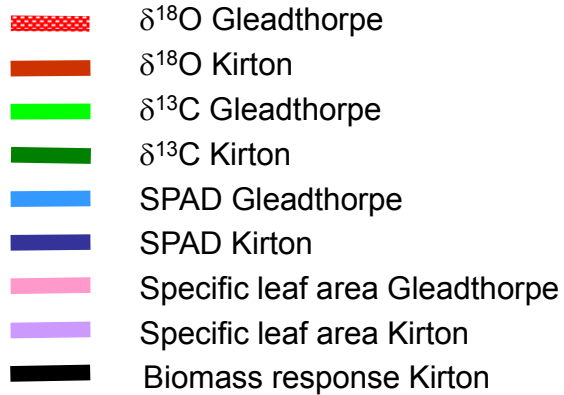 δ¹⁸O Gleadthorpe
δ¹⁸O Kirton
δ¹³C Gleadthorpe
δ¹³C Kirton
SPAD Gleadthorpe
SPAD Kirton
Specific leaf area Gleadthorpe
Specific leaf area Kirton
Biomass response Kirton